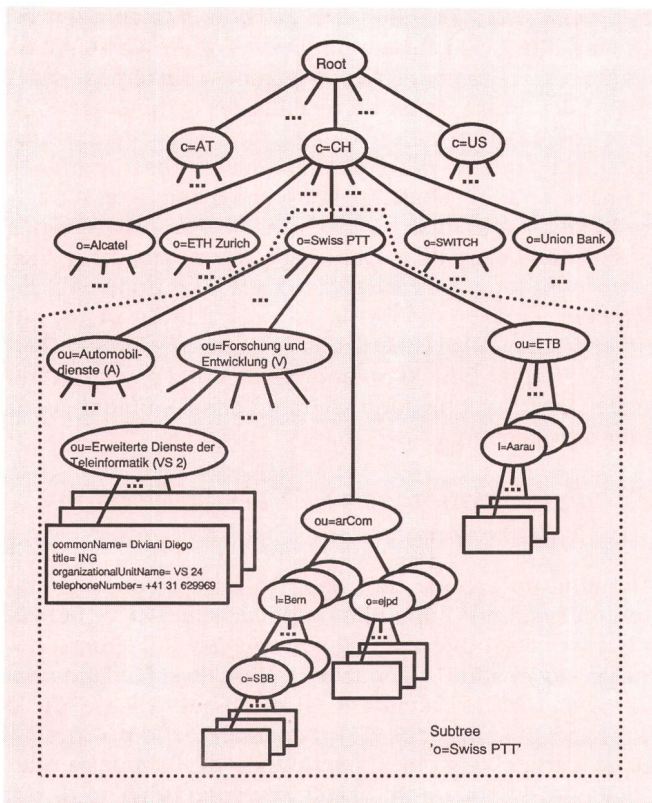 Root
...
...
c=AT
...
c=CH
...
...
c=US
...
o=Alcatel
...
o=ETH Zurich
...
o=Swiss PTT
o=SWITCH
...
o=Union Bank
...
...
ou=Automobil-
dienste (A)
...
ou=Forschung und
Entwicklung (V)
...
ou=ETB
...
ou=Erweiterte Dienste der
Teleinformatik (VS 2)
...
l=Aarau
...
commonName= Diviani Diego
title= ING
organizationalUnitName= VS 24
telephoneNumber= +41 31 629969
ou=arCom
l=Bern
...
o=ejpd
...
o=SBB
...
Subtree
'o=Swiss PTT'